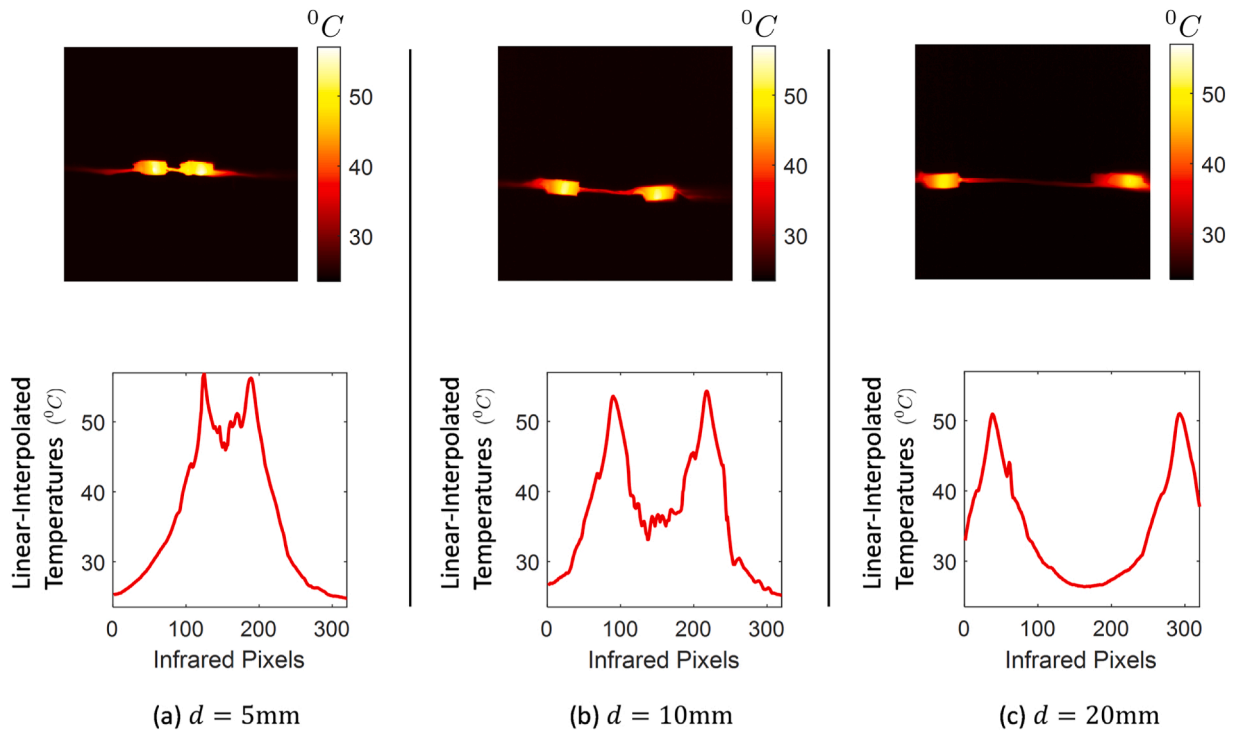 ⁰C
50
40
30
⁰C
50
40
30
⁰C
50
40
30
Linear-Interpolated
Temperatures (⁰C)
50
40
30
0 100 200 300
Infrared Pixels
Linear-Interpolated
Temperatures (⁰C)
50
40
30
0 100 200 300
Infrared Pixels
Linear-Interpolated
Temperatures (⁰C)
50
40
30
0 100 200 300
Infrared Pixels
(a) d = 5mm
(b) d = 10mm
(c) d = 20mm